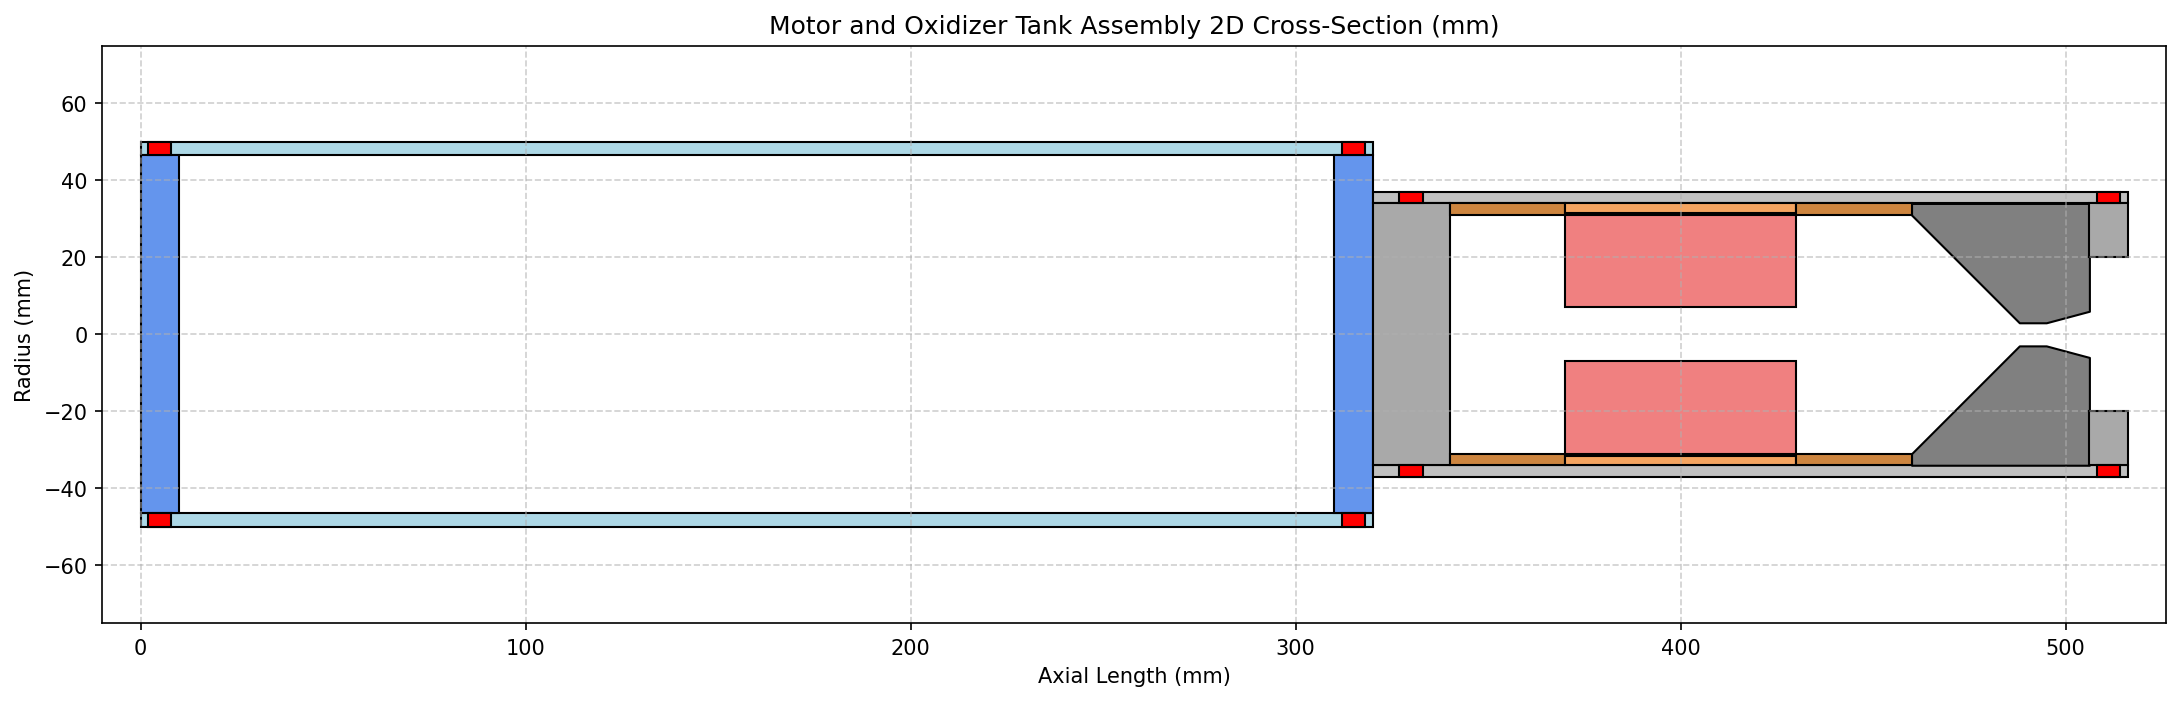 Motor and Oxidizer Tank Assembly 2D Cross-Section (mm)
60
40
20
0
−20
−40
−60
Radius (mm)
0 100 200 300 400 500
Axial Length (mm)